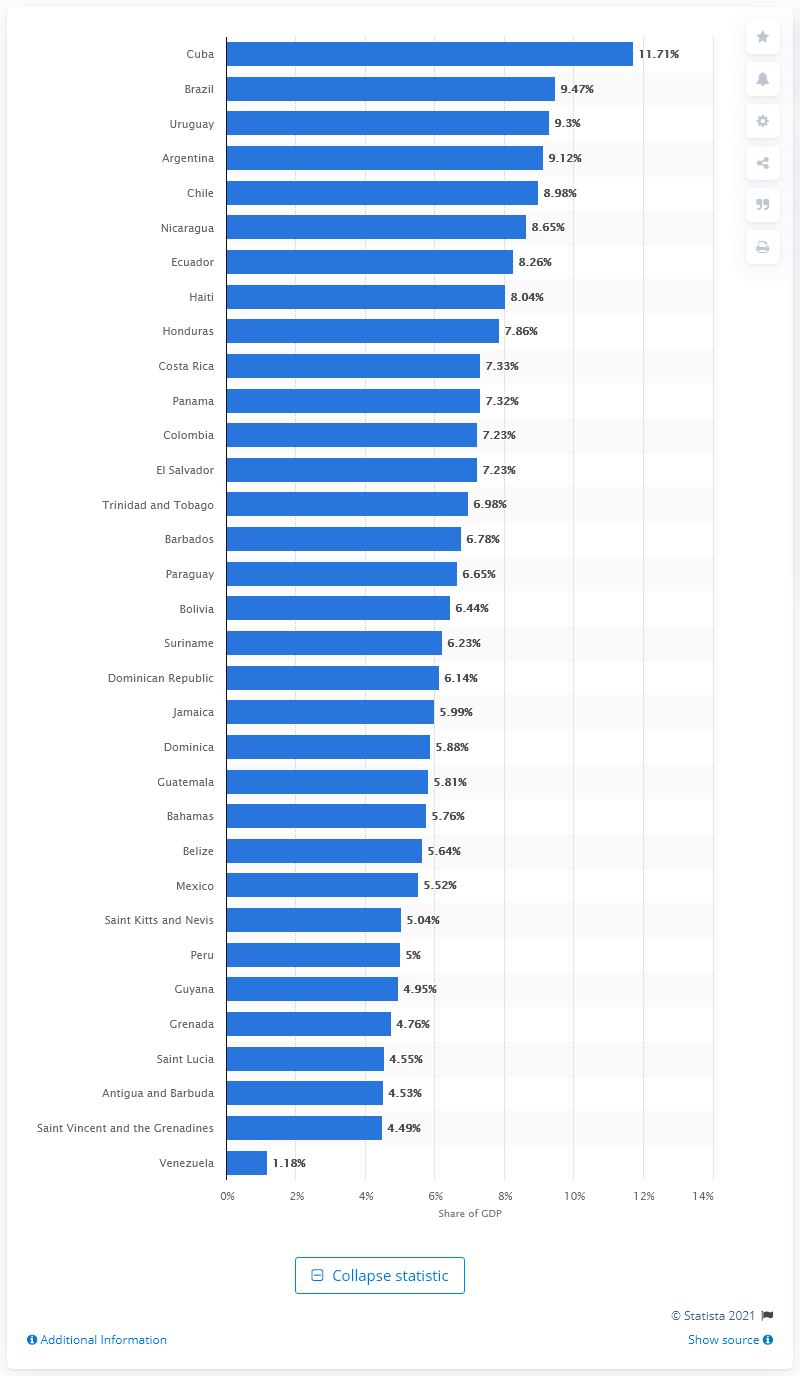 Cuba 11.71%
Brazil 9.47%
Uruguay 9.3%
Argentina 9.12%
Chile 8.98%
Nicaragua 8.65%
Ecuador 8.26%
Haiti 8.04%
Honduras 7.86%
Costa Rica 7.33%
Panama 7.32%
Colombia 7.23%
El Salvador 7.23%
Trinidad and Tobago 6.98%
Barbados 6.78%
Paraguay 6.65%
Bolivia 6.44%
Suriname 6.23%
Dominican Republic 6.14%
Jamaica 5.99%
Dominica 5.88%
Guatemala 5.81%
Bahamas 5.76%
Belize 5.64%
Mexico 5.52%
Saint Kitts and Nevis 5.04%
Peru 5%
Guyana 4.95%
Grenada 4.76%
Saint Lucia 4.55%
Antigua and Barbuda 4.53%
Saint Vincent and the Grenadines 4.49%
Venezuela 1.18%
0% 2% 4% 6% 8% 10% 12% 14%
Share of GDP
Collapse statistic
© Statista 2021
Additional Information Show source